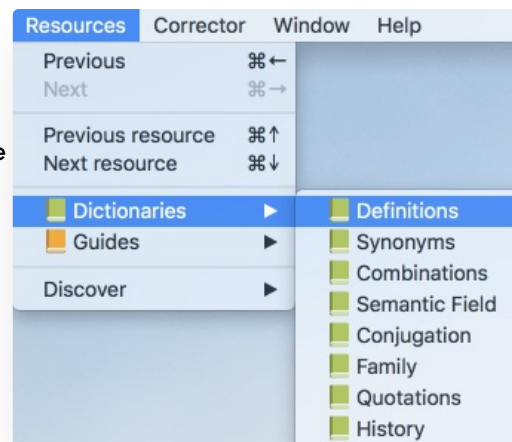 Resources Corrector Window Help
Previous ⌘←
Next ⌘→
Previous resource ⌘↑
Next resource ⌘↓
Dictionaries ▶
Guides ▶
Discover ▶
Definitions
Synonyms
Combinations
Semantic Field
Conjugation
Family
Quotations
History